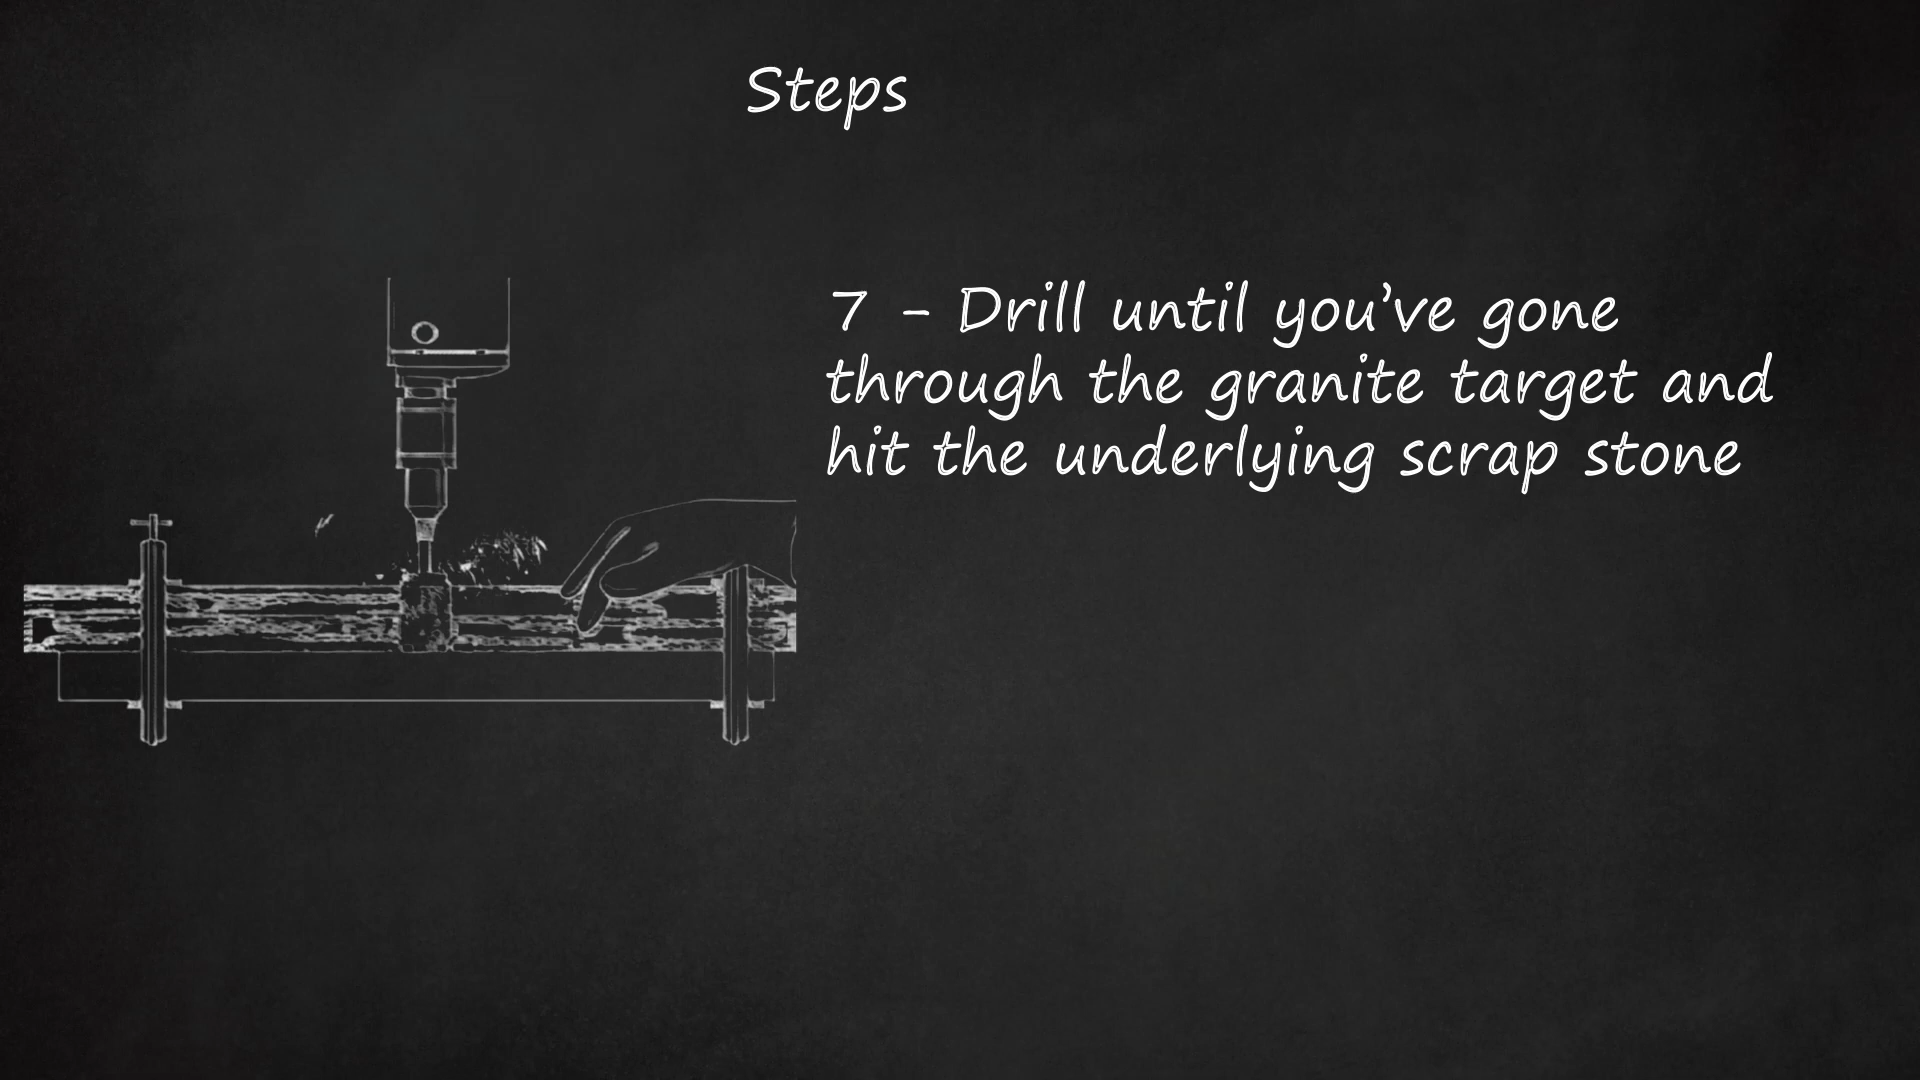 Steps
7 - Drill until you’ve gone
through the granite target and
hit the underlying scrap stone